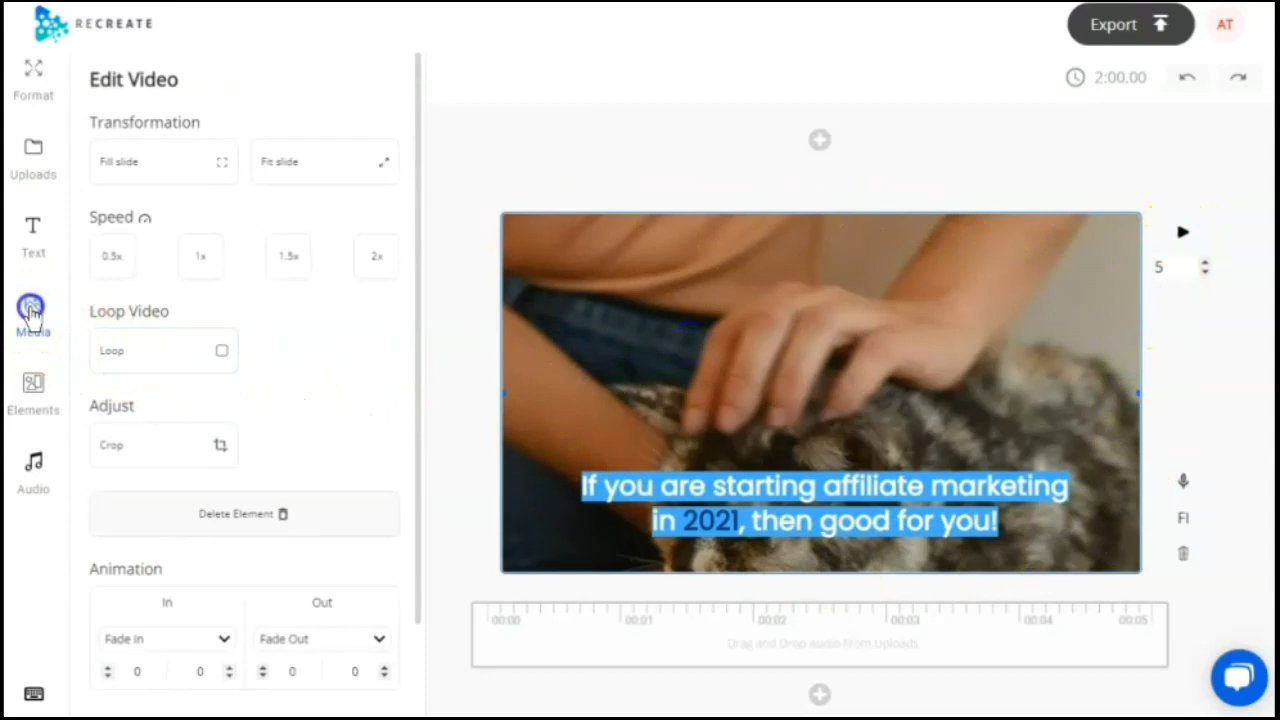 RECREATE
Export
AT
Format
Edit Video
2:00.00
Transformation
Fill slide
Fit slide
Uploads
Speed
Text
0.5x
1x
1.5x
2x
5
Loop Video
Media
Loop
Elements
Adjust
Crop
Audio
If you are starting affiliate marketing
in 2021, then good for you!
Delete Element
FI
Animation
In
Out
Fade In
Fade Out
0
0
0
0
00:00
00:01
00:02
00:03
00:04
00:05
Drag and Drop Audio From Uploads